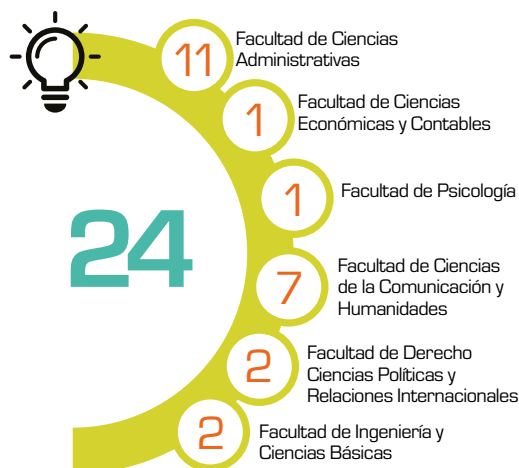 11
Facultad de Ciencias
Administrativas
1
Facultad de Ciencias
Económicas y Contables
1
Facultad de Psicología
24
7
Facultad de Ciencias
de la Comunicación y
Humanidades
2
Facultad de Derecho
Ciencias Políticas y
Relaciones Internacionales
2
Facultad de Ingeniería y
Ciencias Básicas